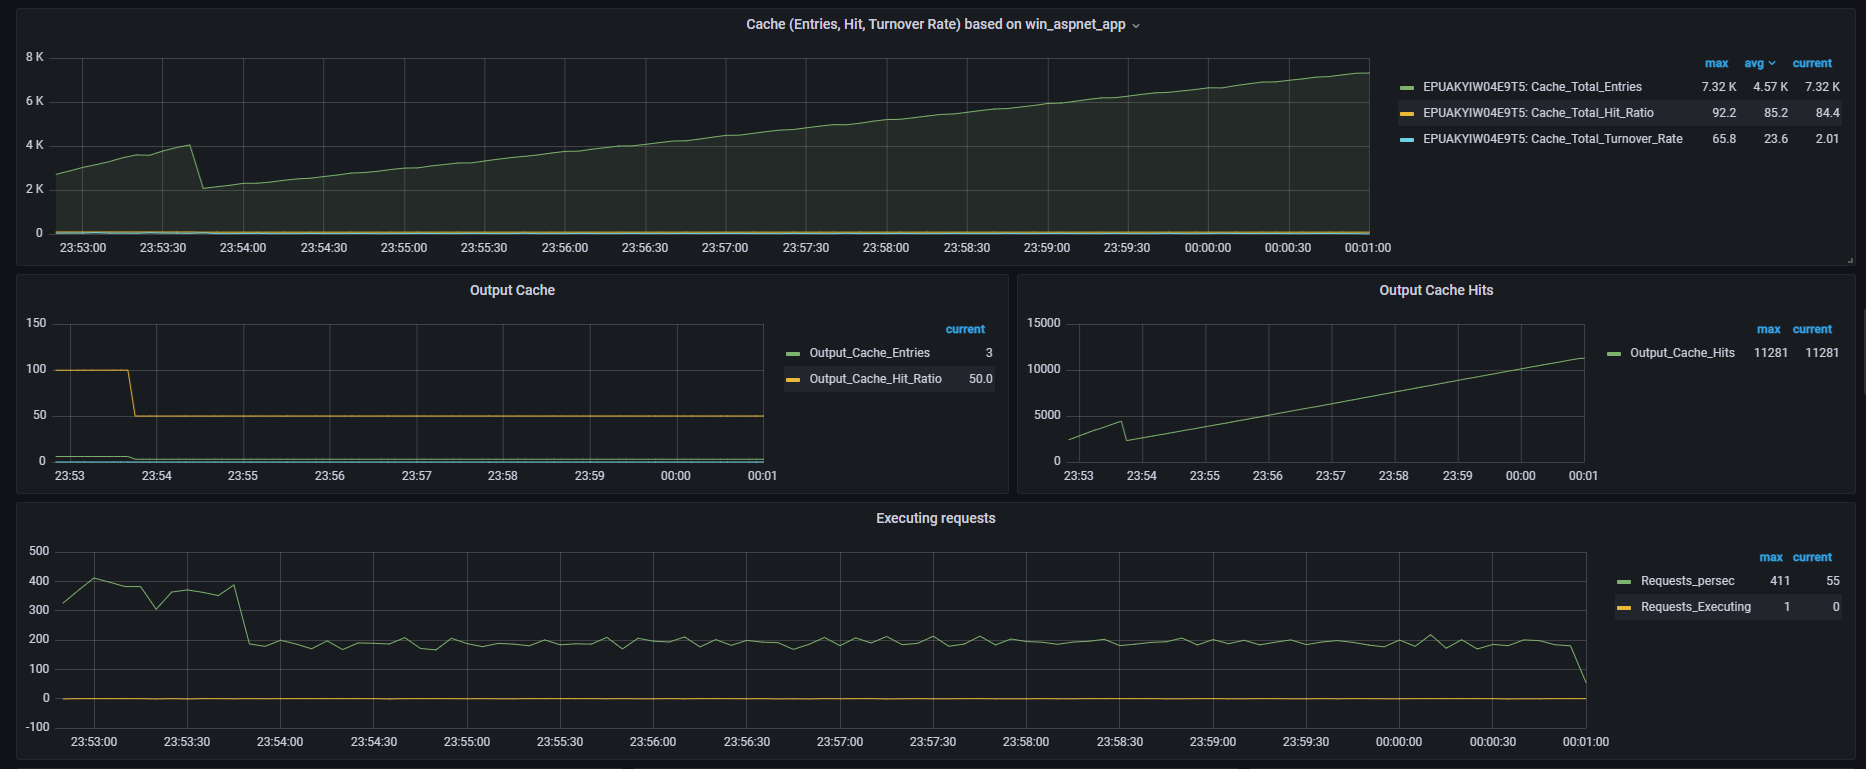 Cache (Entries, Hit, Turnover Rate) based on win_aspnet_app
8 K
6 K
4 K
2 K
0
23:53:00 23:53:30 23:54:00 23:54:30 23:55:00 23:55:30 23:56:00 23:56:30 23:57:00 23:57:30 23:58:00 23:58:30 23:59:00 23:59:30 00:00:00 00:00:30 00:01:00
max avg current
EPUAKYIW04E9T5: Cache_Total_Entries 7.32 K 4.57 K 7.32 K
EPUAKYIW04E9T5: Cache_Total_Hit_Ratio 92.2 85.2 84.4
EPUAKYIW04E9T5: Cache_Total_Turnover_Rate 65.8 23.6 2.01
Output Cache
150
100
50
0
23:53 23:54 23:55 23:56 23:57 23:58 23:59 00:00 00:01
current
Output_Cache_Entries 3
Output_Cache_Hit_Ratio 50.0
Output Cache Hits
15000
10000
5000
0
23:53 23:54 23:55 23:56 23:57 23:58 23:59 00:00 00:01
max current
Output_Cache_Hits 11281 11281
Executing requests
500
400
300
200
100
0
-100
23:53:00 23:53:30 23:54:00 23:54:30 23:55:00 23:55:30 23:56:00 23:56:30 23:57:00 23:57:30 23:58:00 23:58:30 23:59:00 23:59:30 00:00:00 00:00:30 00:01:00
max current
Requests_persec 411 55
Requests_Executing 1 0